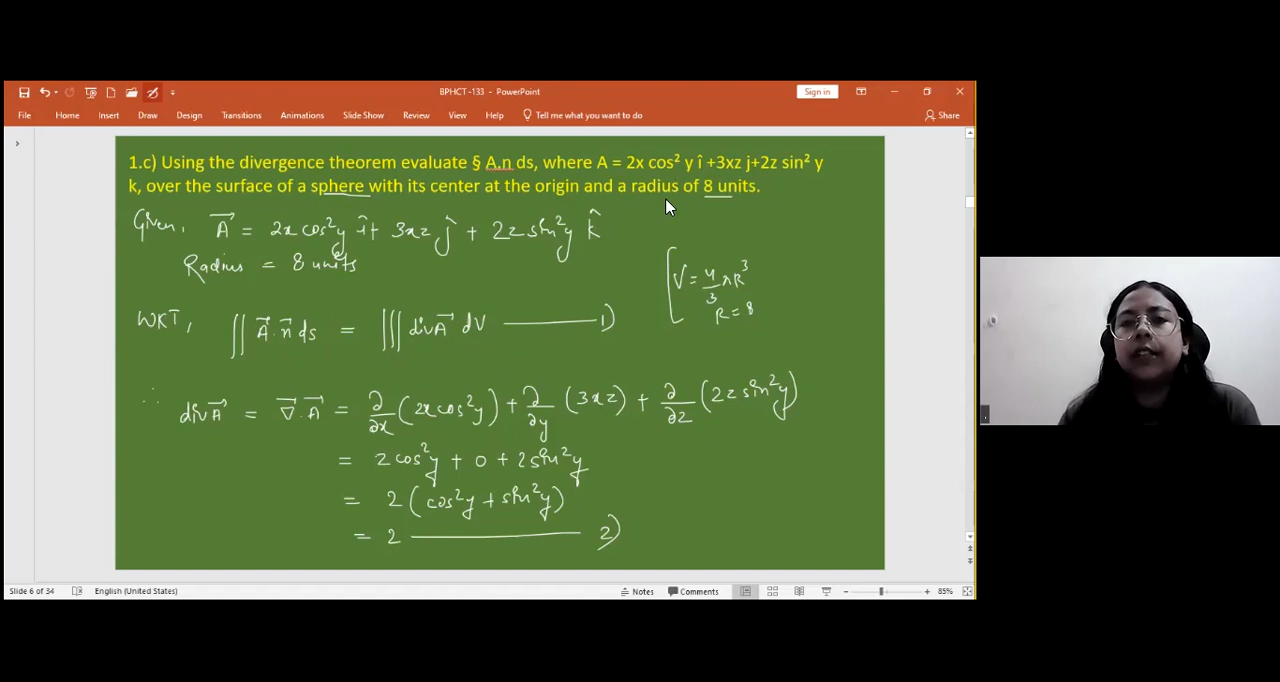 BPHCT -133 - PowerPoint
Sign in
File Home Insert Draw Design Transitions Animations Slide Show Review View Help Tell me what you want to do Share
1.c) Using the divergence theorem evaluate § A.n ds, where A = 2x cos² y î +3xz j+2z sin² y
k, over the surface of a sphere with its center at the origin and a radius of 8 units.
Given, A⃗ = 2x cos²y î + 3xz ĵ + 2z sin²y k̂
Radius = 8 units
V = 4/3 πR³
R = 8
WKT, ∬ A⃗ . n⃗ ds = ∭ div A⃗ dV ——— 1)
∴ div A⃗ = ∇⃗ . A⃗ = ∂/∂x (2x cos²y) + ∂/∂y (3xz) + ∂/∂z (2z sin²y)
= 2 cos²y + 0 + 2 sin²y
= 2 (cos²y + sin²y)
= 2 ——— 2)
Slide 6 of 34 English (United States) Notes Comments 85%